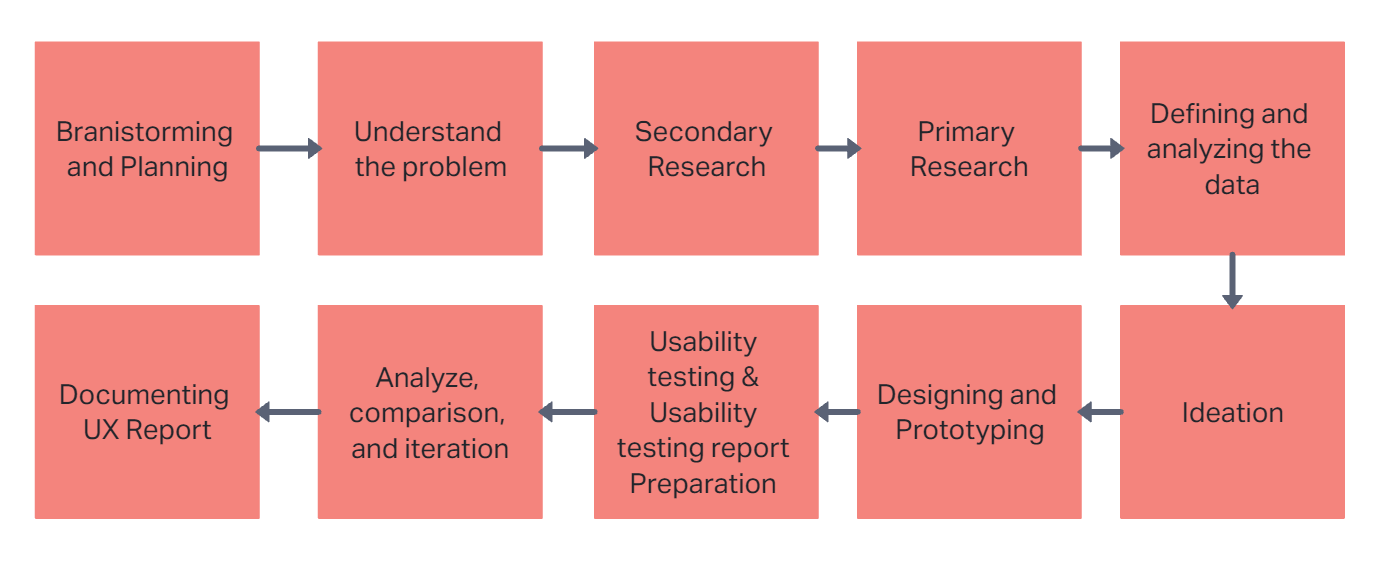 Branistorming
and Planning
Understand
the problem
Secondary
Research
Primary
Research
Defining and
analyzing the
data
Ideation
Designing and
Prototyping
Usability
testing &
Usability
testing report
Preparation
Analyze,
comparison,
and iteration
Documenting
UX Report